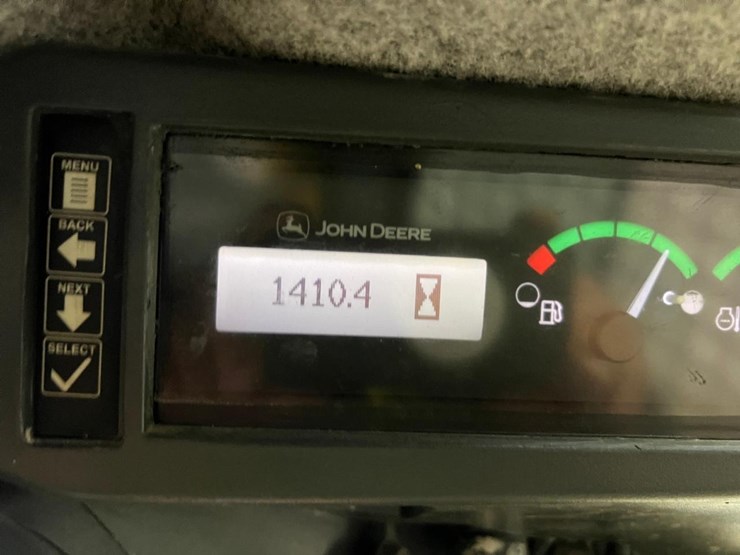 MENU
BACK
NEXT
SELECT
JOHN DEERE
1410.4